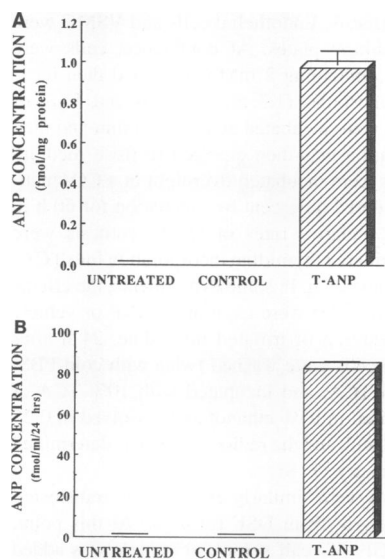 A
ANP CONCENTRATION
(fmol/mg protein)
1.2
1.0
0.8
0.6
0.4
0.2
0.0
UNTREATED CONTROL T-ANP
B
ANP CONCENTRATION
(fmol/ml/24 hrs)
100
80
60
40
20
0
UNTREATED CONTROL T-ANP